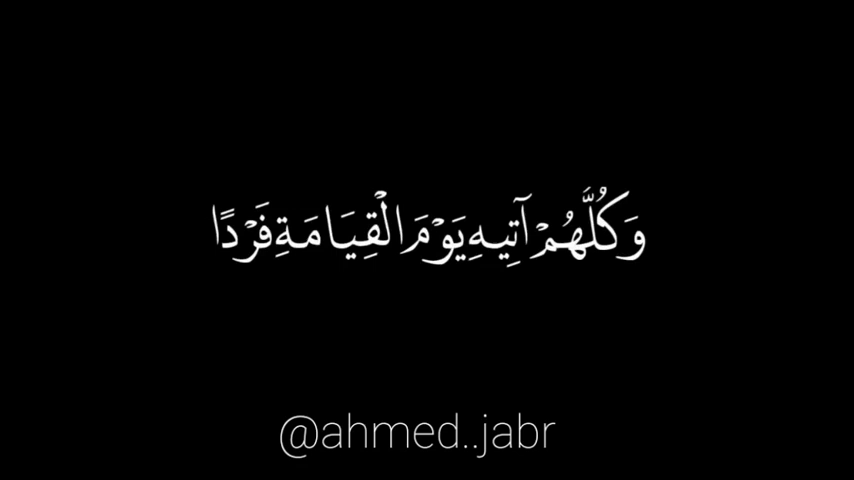 وَكُلَّهُمْ آتِيهِ يَوْمَ الْقِيَامَةِ فَرْدًا
@ahmed..jabr